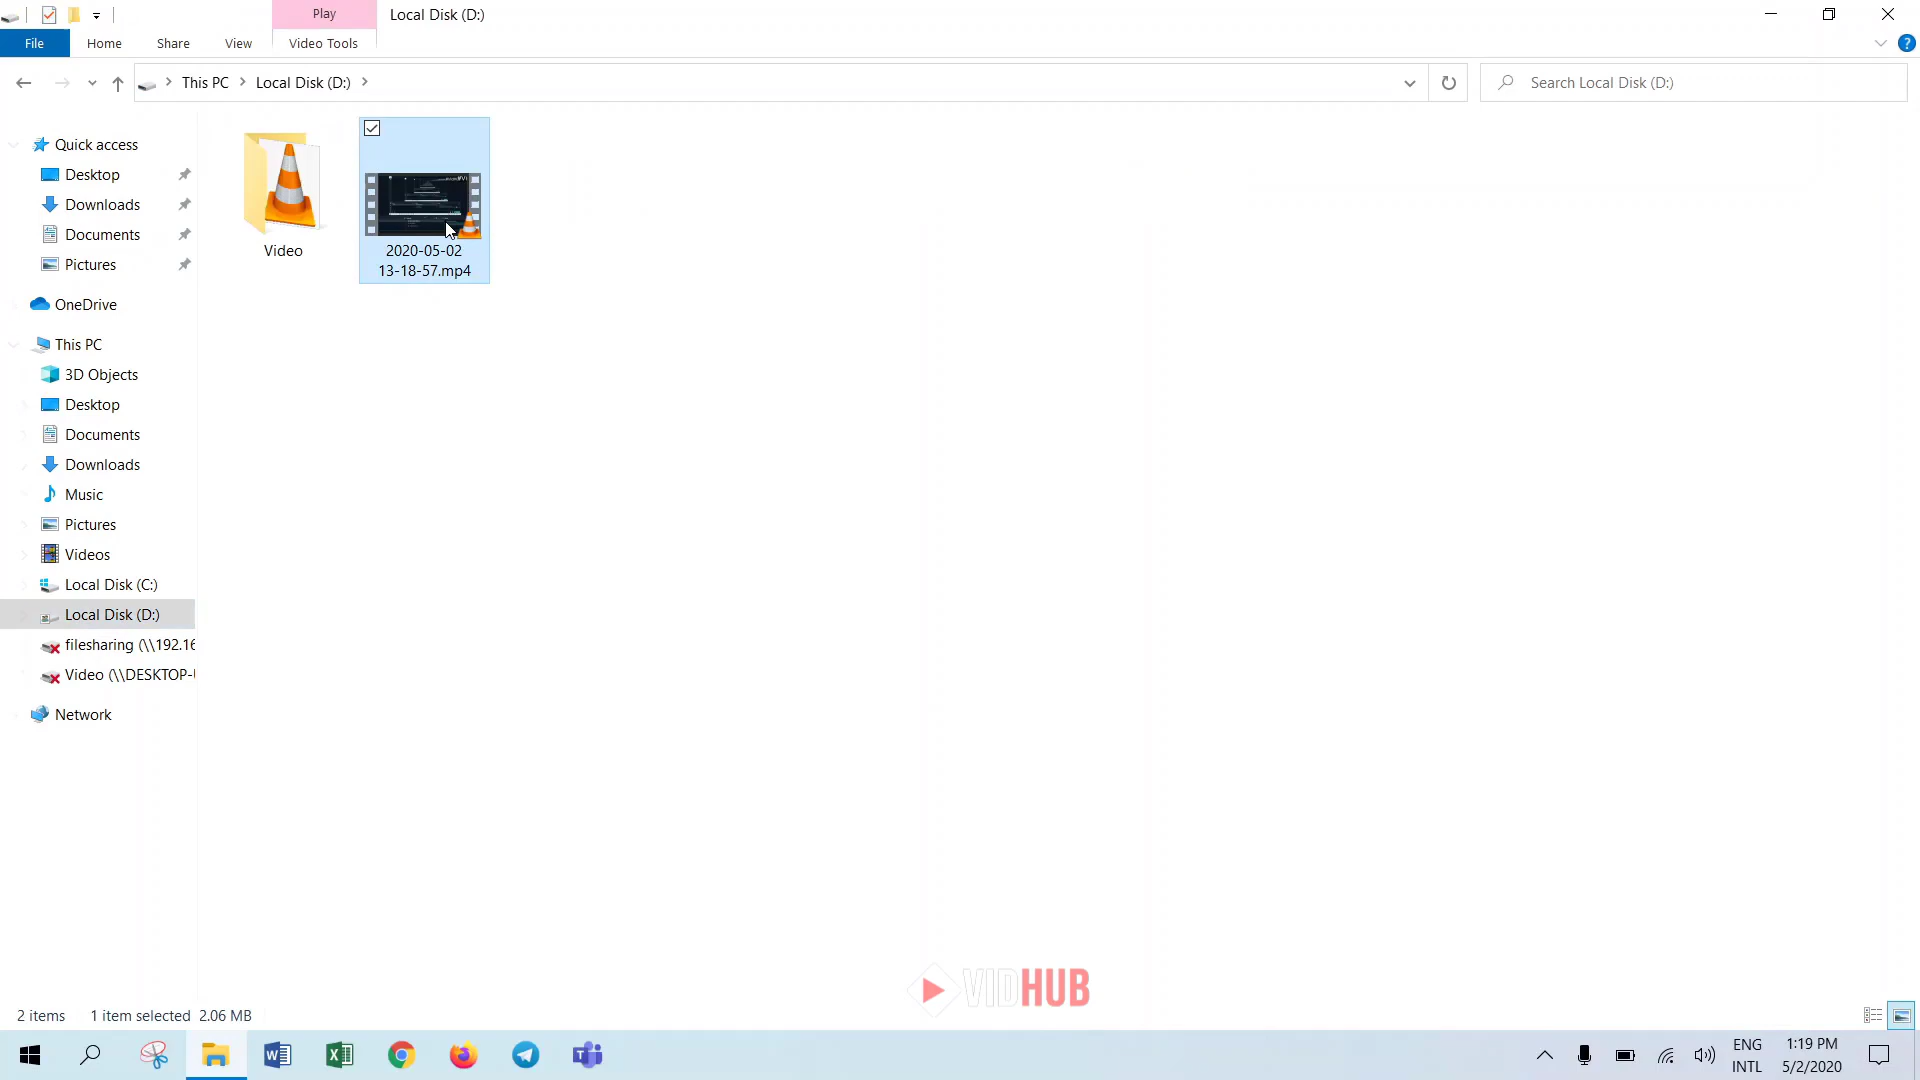 Play
Local Disk (D:)
File
Home
Share
View
Video Tools
This PC
Local Disk (D:)
Search Local Disk (D:)
Quick access
Desktop
Downloads
Documents
Pictures
OneDrive
This PC
3D Objects
Desktop
Documents
Downloads
Music
Pictures
Videos
Local Disk (C:)
Local Disk (D:)
filesharing (\\192.16
Video (\\DESKTOP-
Network
Video
2020-05-02
13-18-57.mp4
VIDHUB
2 items
1 item selected 2.06 MB
ENG
INTL
1:19 PM
5/2/2020